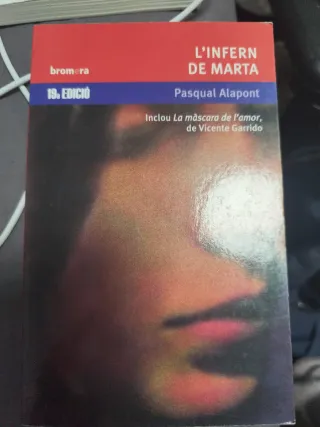 L'INFERN
DE MARTA
bromera
19a EDICIÓ
Pasqual Alapont
Inclou La màscara de l'amor,
de Vicente Garrido